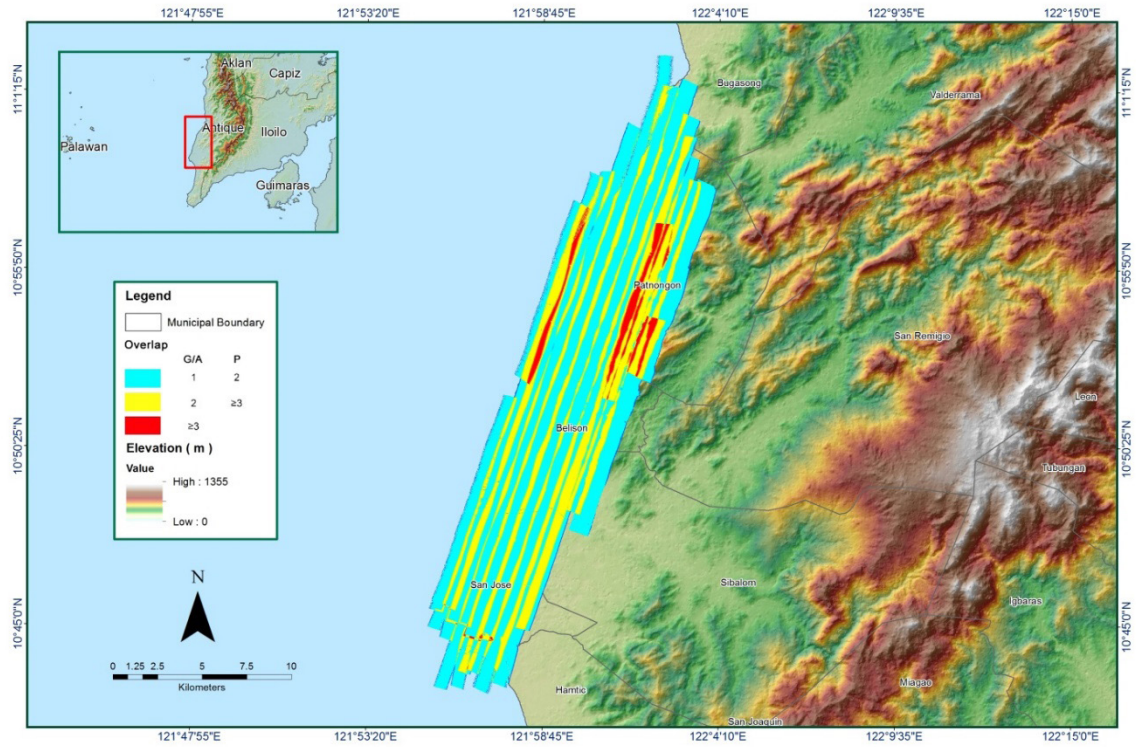 121°47'55"E 121°53'20"E 121°58'45"E 122°4'10"E 122°9'35"E 122°15'0"E
11°1'15"N
11°1'15"N
Aklan
Capiz
Antique
Iloilo
Palawan
Guimaras
Bugasong
Valderrama
10°55'50"N
10°55'50"N
Patnongon
San Remigio
Leon
Legend
Municipal Boundary
Overlap
G/A P
1 2
2 ≥3
≥3
Elevation ( m )
Value
High : 1355
Low : 0
Belison
10°50'25"N
10°50'25"N
Tubungan
N
San Jose
Sibalom
Igbaras
10°45'0"N
10°45'0"N
0 1.25 2.5 5 7.5 10
Kilometers
Hamtic
Miagao
San Joaquin
121°47'55"E 121°53'20"E 121°58'45"E 122°4'10"E 122°9'35"E 122°15'0"E